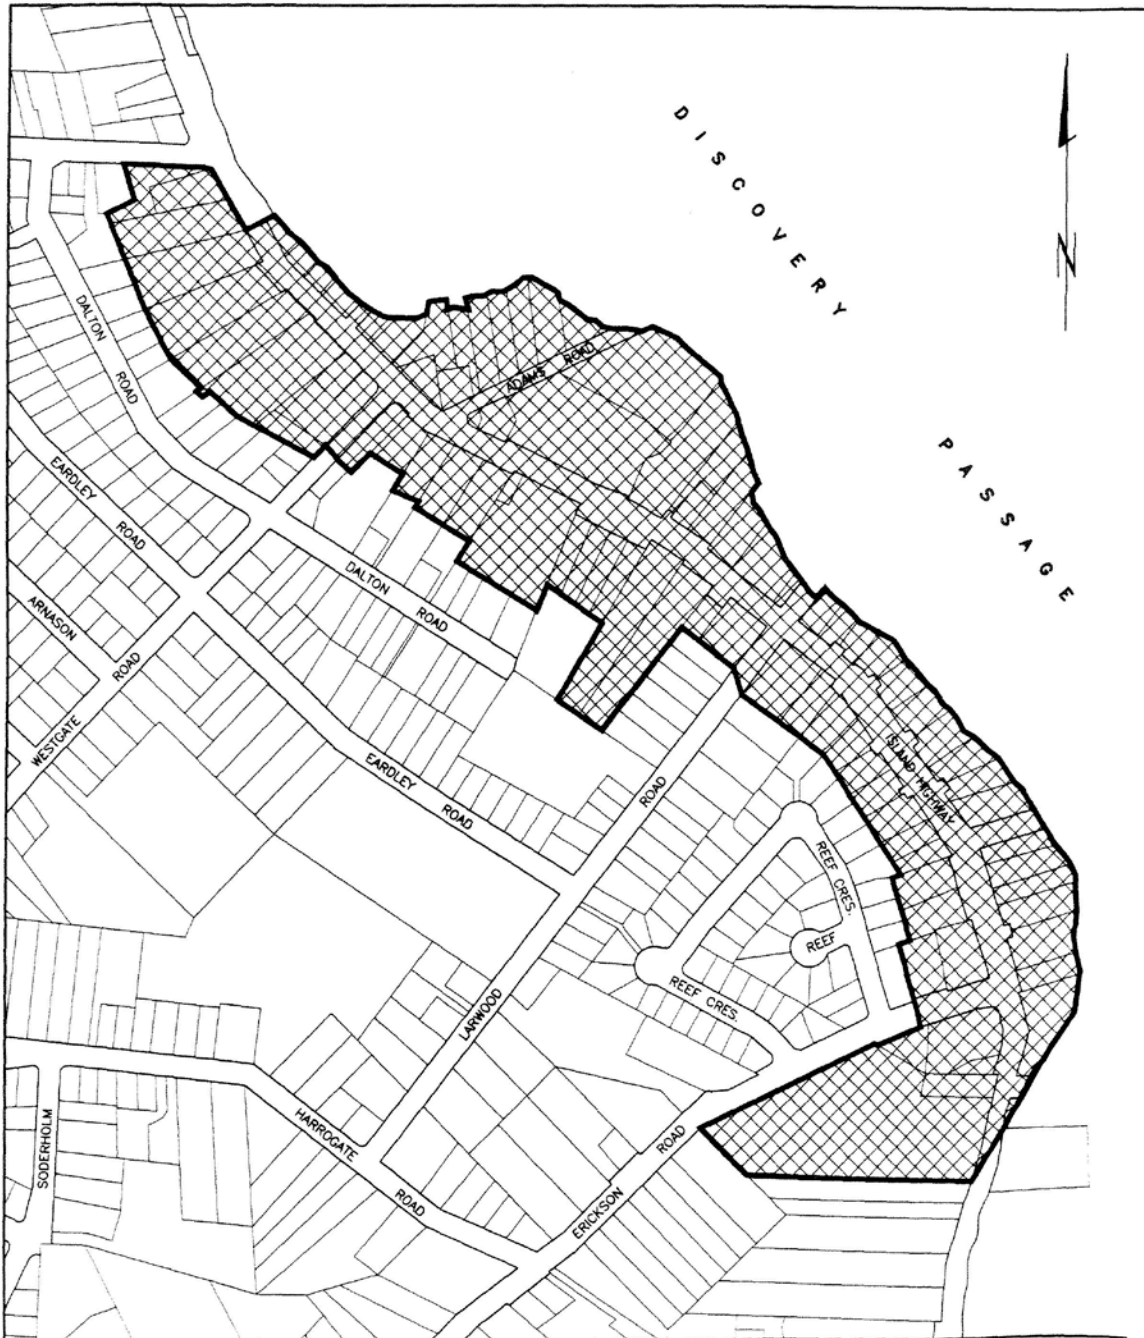 DISCOVERY
PASSAGE
N
DALTON
ROAD
ADAMS ROAD
EARDLEY
ROAD
ARNASON
WESTGATE
ROAD
DALTON
ROAD
EARDLEY
ROAD
ROAD
LARWOOD
ISLAND HIGHWAY
REEF CRES.
REEF
REEF CRES.
SODERHOLM
HARROGATE
ROAD
ERICKSON
ROAD